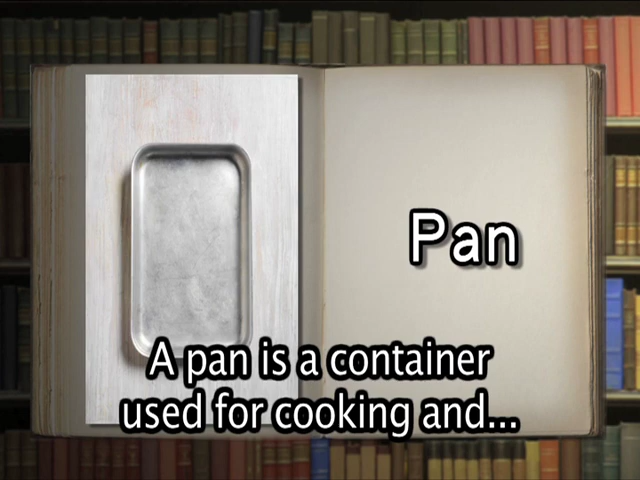 Pan
A pan is a container
used for cooking and...